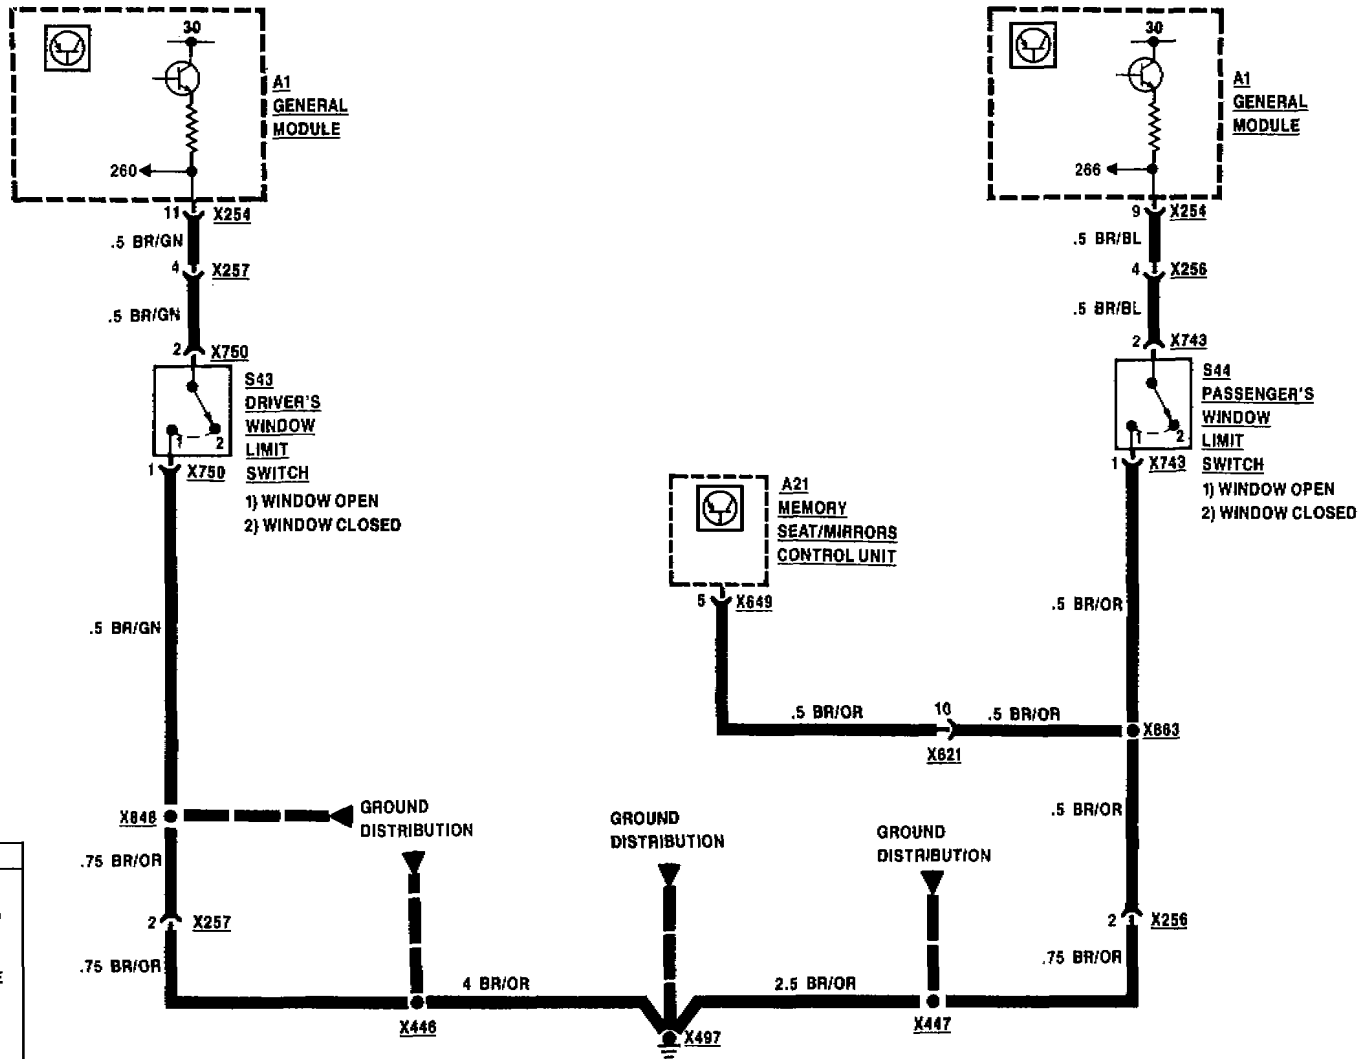 30
A1
GENERAL
MODULE
260
11 X254
.5 BR/GN
4 X257
.5 BR/GN
2 X750
S43
DRIVER'S
WINDOW
LIMIT
SWITCH
1) WINDOW OPEN
2) WINDOW CLOSED
1 2
1 X750
.5 BR/GN
X848
GROUND
DISTRIBUTION
.75 BR/OR
2 X257
.75 BR/OR
4 BR/OR
X446
GROUND
DISTRIBUTION
X497
A21
MEMORY
SEAT/MIRRORS
CONTROL UNIT
5 X649
.5 BR/OR
10
X621
.5 BR/OR
X863
30
A1
GENERAL
MODULE
266
9 X254
.5 BR/BL
4 X256
.5 BR/BL
2 X743
S44
PASSENGER'S
WINDOW
LIMIT
SWITCH
1) WINDOW OPEN
2) WINDOW CLOSED
1 2
1 X743
.5 BR/OR
.5 BR/OR
2 X256
.75 BR/OR
GROUND
DISTRIBUTION
2.5 BR/OR
X447
E